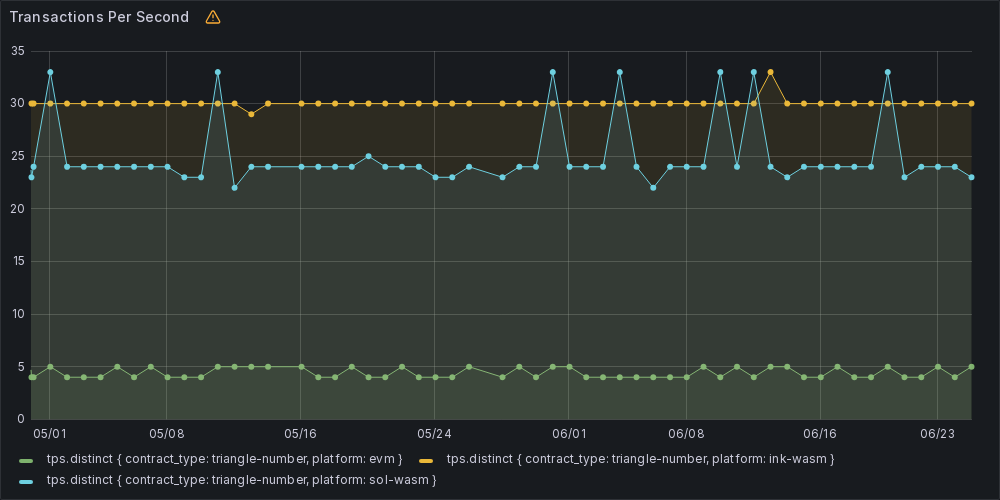 Transactions Per Second
35
30
25
20
15
10
5
0
05/01 05/08 05/16 05/24 06/01 06/08 06/16 06/23
tps.distinct { contract_type: triangle-number, platform: evm } tps.distinct { contract_type: triangle-number, platform: ink-wasm }
tps.distinct { contract_type: triangle-number, platform: sol-wasm }